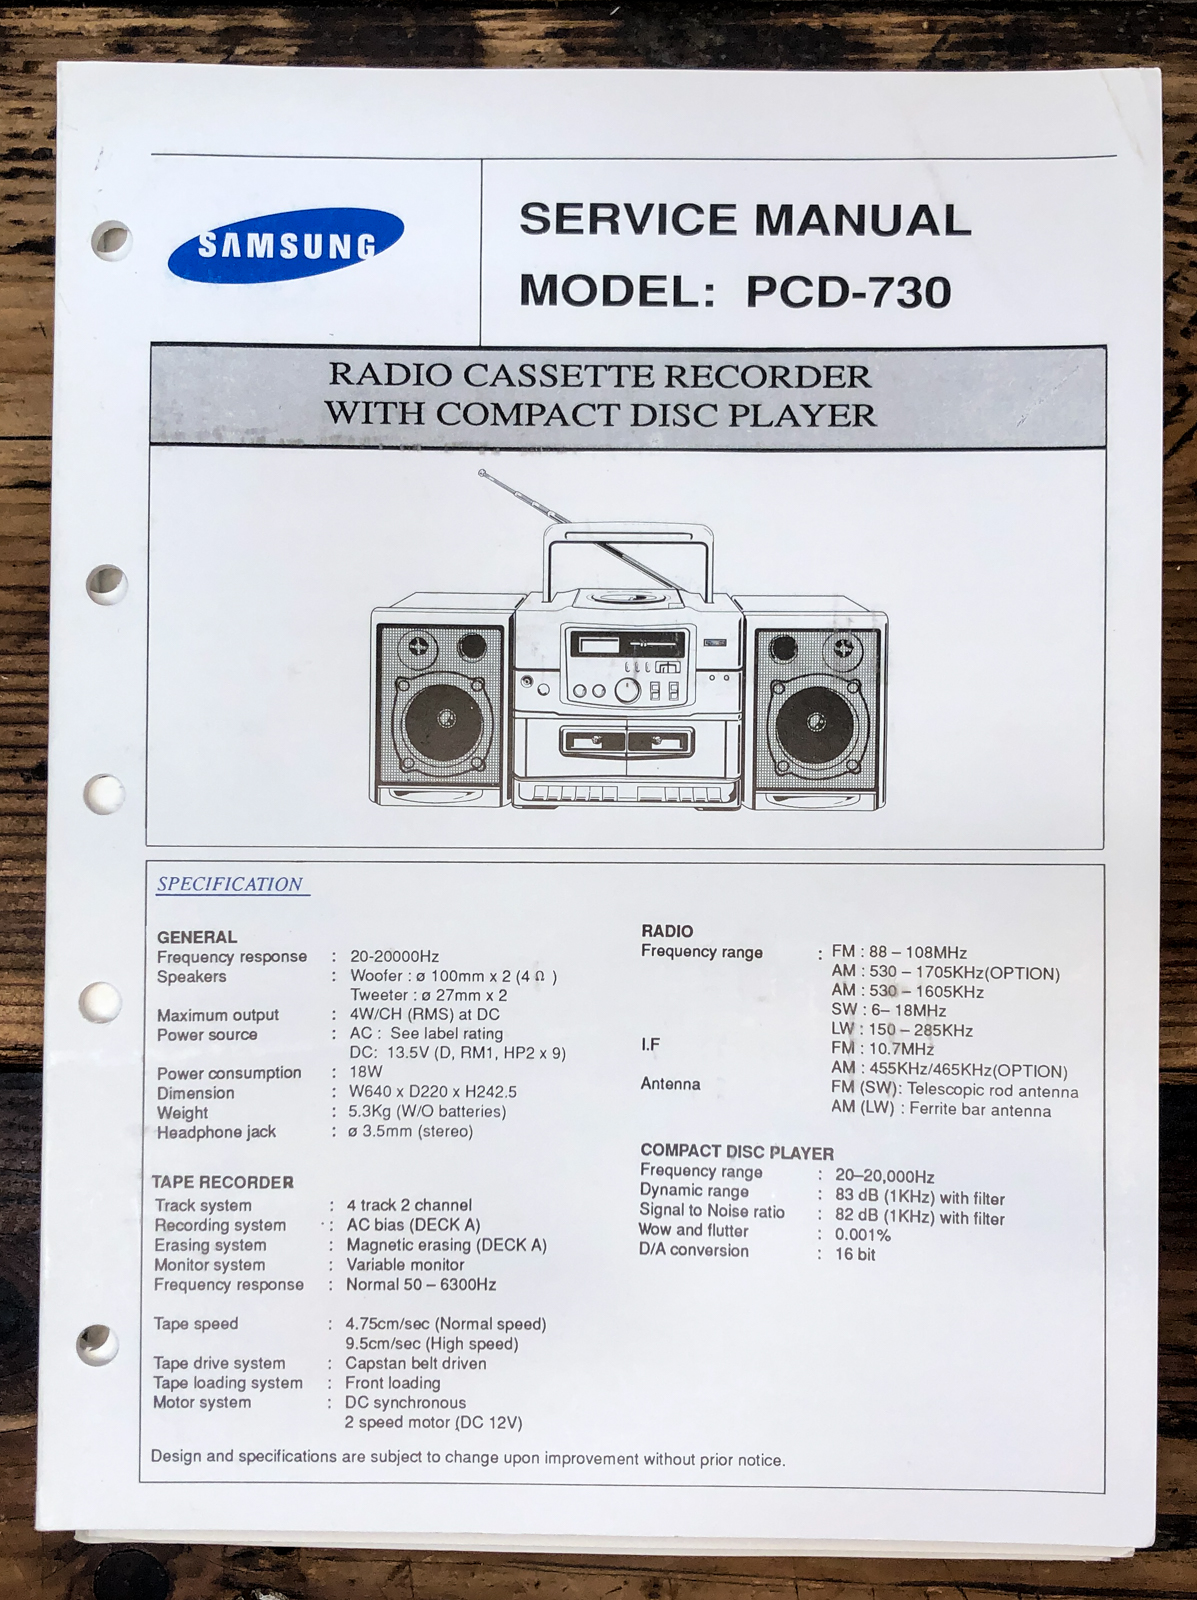 SAMSUNG
SERVICE MANUAL
MODEL: PCD-730
RADIO CASSETTE RECORDER
WITH COMPACT DISC PLAYER
SPECIFICATION
GENERAL
Frequency response : 20-20000Hz
Speakers : Woofer : ø 100mm x 2 (4 Ω )
Tweeter : ø 27mm x 2
Maximum output : 4W/CH (RMS) at DC
Power source : AC : See label rating
DC: 13.5V (D, RM1, HP2 x 9)
Power consumption : 18W
Dimension : W640 x D220 x H242.5
Weight : 5.3Kg (W/O batteries)
Headphone jack : ø 3.5mm (stereo)
TAPE RECORDER
Track system : 4 track 2 channel
Recording system : AC bias (DECK A)
Erasing system : Magnetic erasing (DECK A)
Monitor system : Variable monitor
Frequency response : Normal 50 – 6300Hz
Tape speed : 4.75cm/sec (Normal speed)
9.5cm/sec (High speed)
Tape drive system : Capstan belt driven
Tape loading system : Front loading
Motor system : DC synchronous
2 speed motor (DC 12V)
RADIO
Frequency range : FM : 88 – 108MHz
AM : 530 – 1705KHz(OPTION)
AM : 530 – 1605KHz
SW : 6– 18MHz
LW : 150 – 285KHz
I.F FM : 10.7MHz
AM : 455KHz/465KHz(OPTION)
Antenna FM (SW): Telescopic rod antenna
AM (LW) : Ferrite bar antenna
COMPACT DISC PLAYER
Frequency range : 20–20,000Hz
Dynamic range : 83 dB (1KHz) with filter
Signal to Noise ratio : 82 dB (1KHz) with filter
Wow and flutter : 0.001%
D/A conversion : 16 bit
Design and specifications are subject to change upon improvement without prior notice.